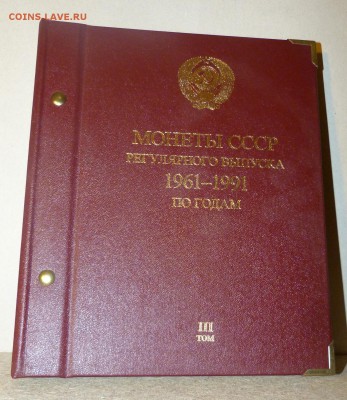 COINS.LAVE.RU
МОНЕТЫ СССР
РЕГУЛЯРНОГО ВЫПУСКА
1961–1991
ПО ГОДАМ
III
ТОМ